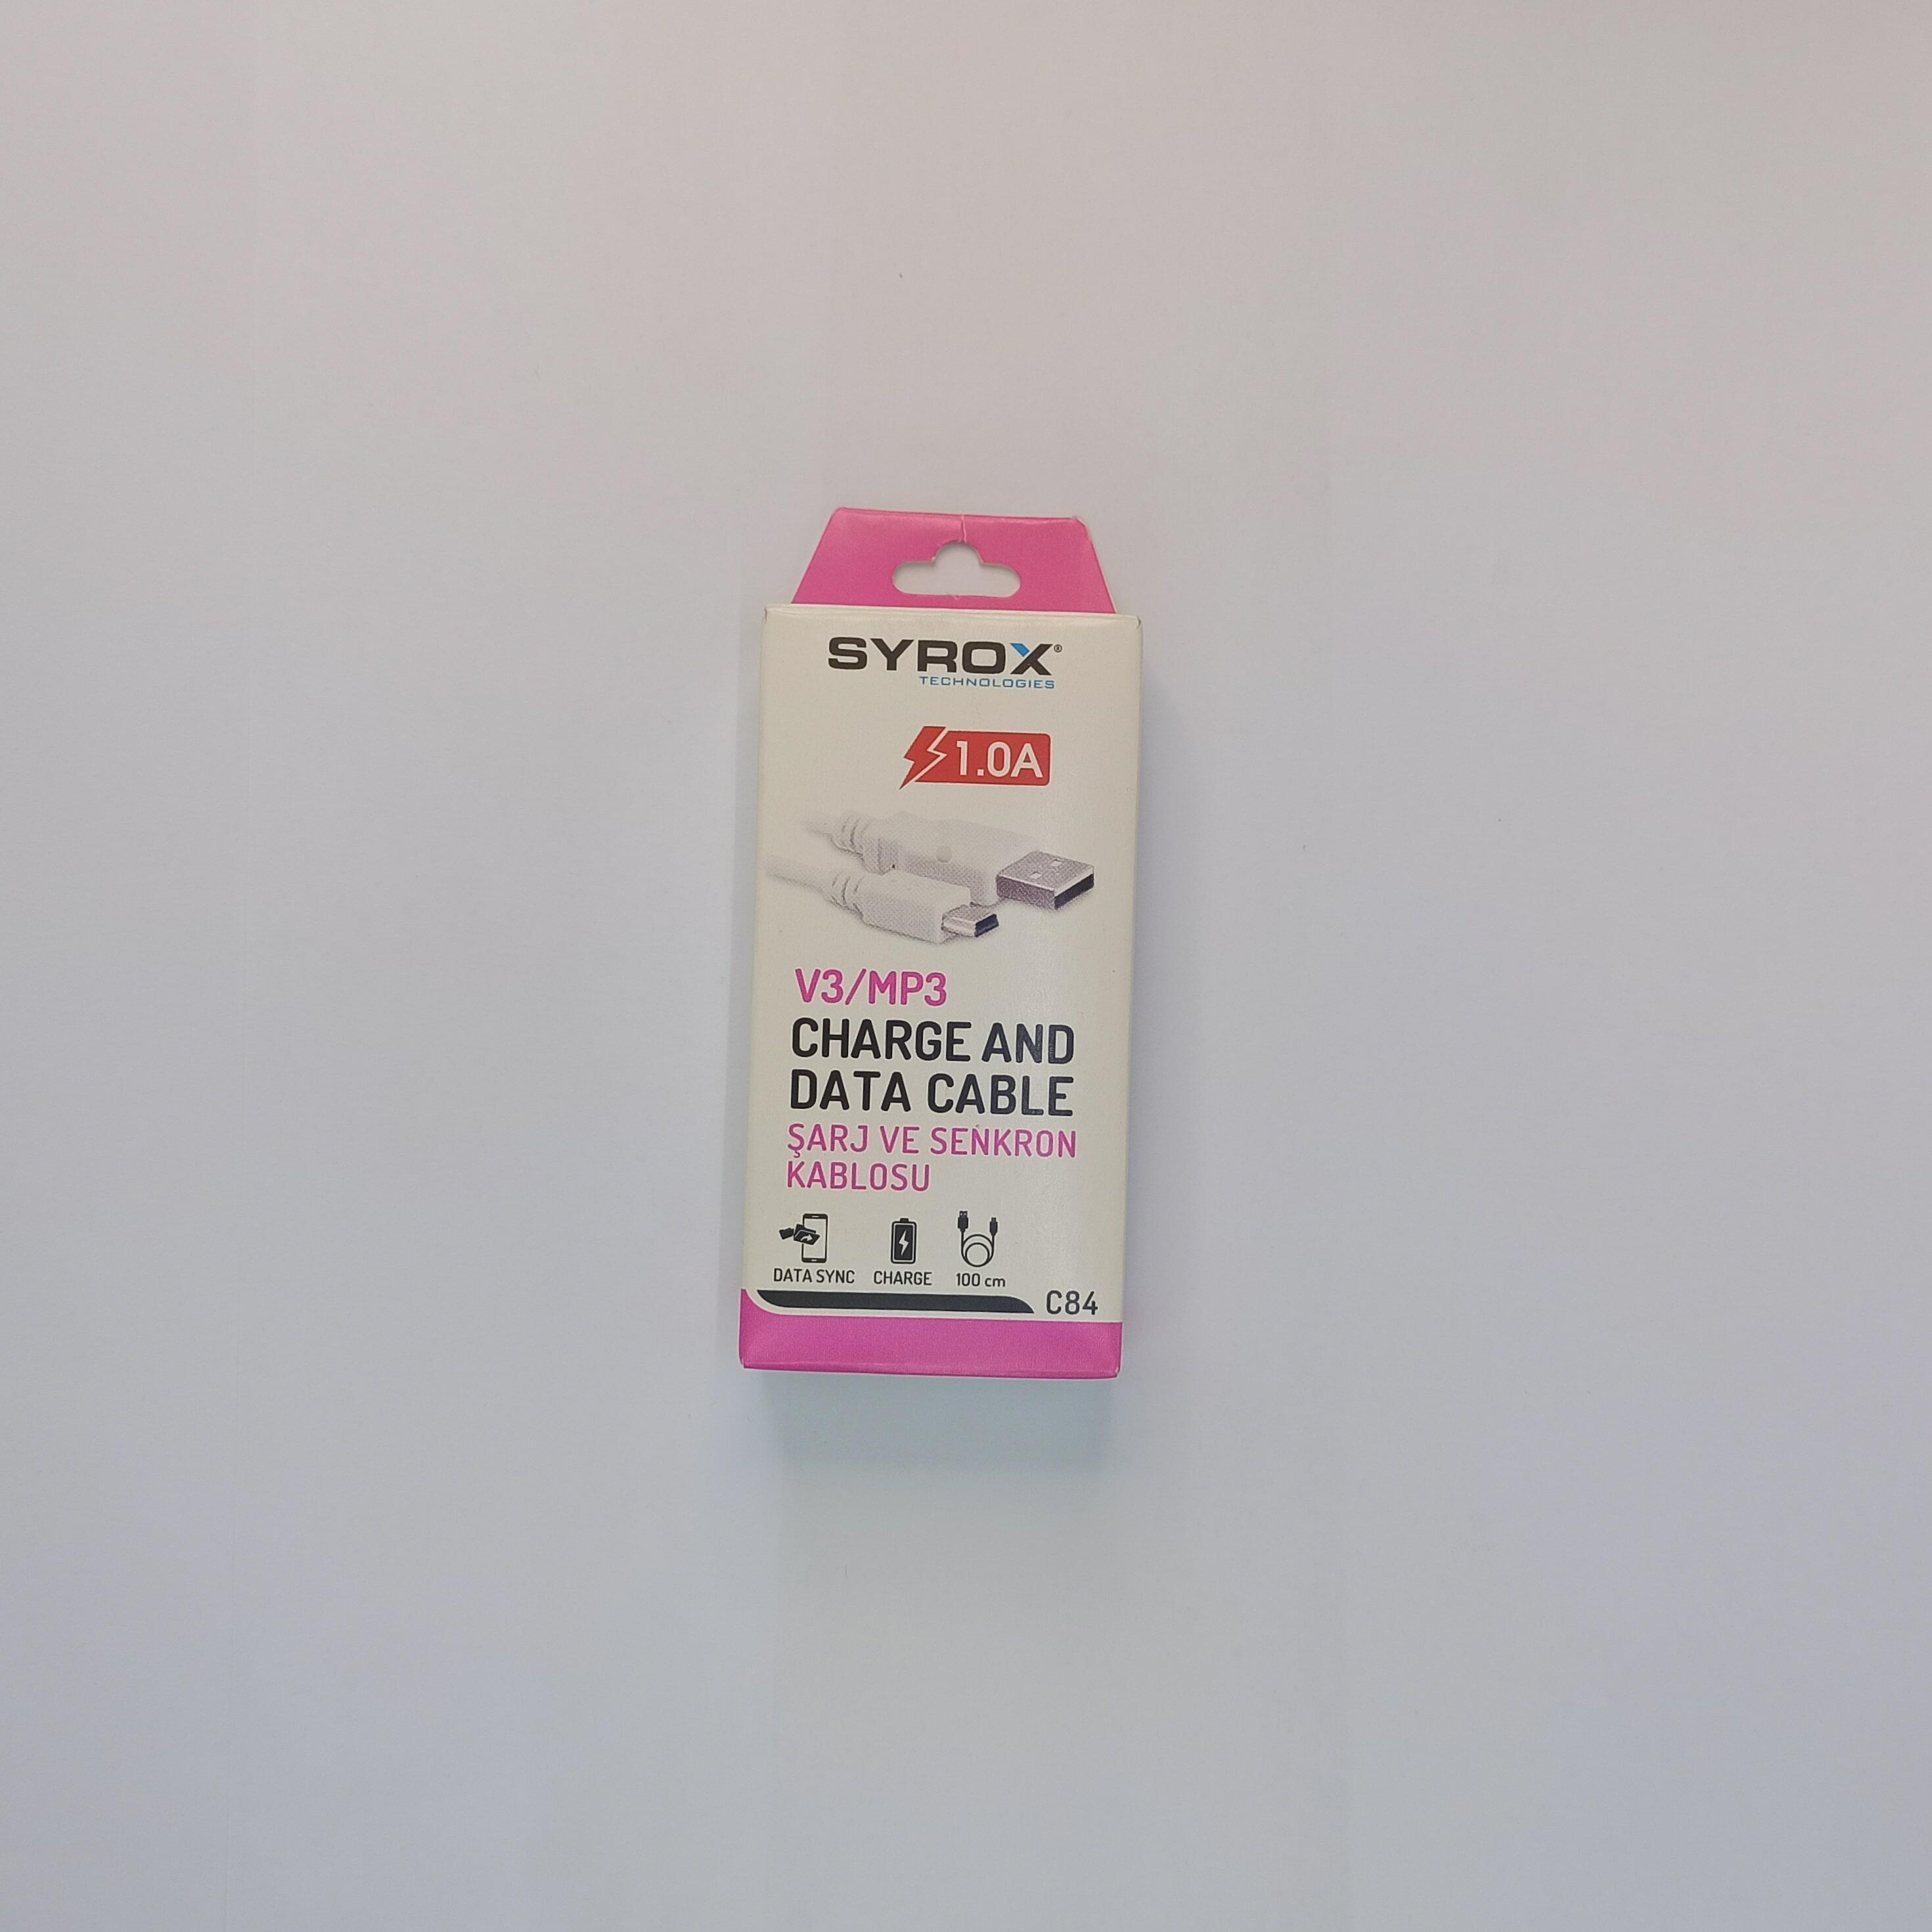 SYROX®
TECHNOLOGIES
1.0A
V3/MP3
CHARGE AND
DATA CABLE
ŞARJ VE SENKRON
KABLOSU
DATA SYNC CHARGE 100 cm
C84